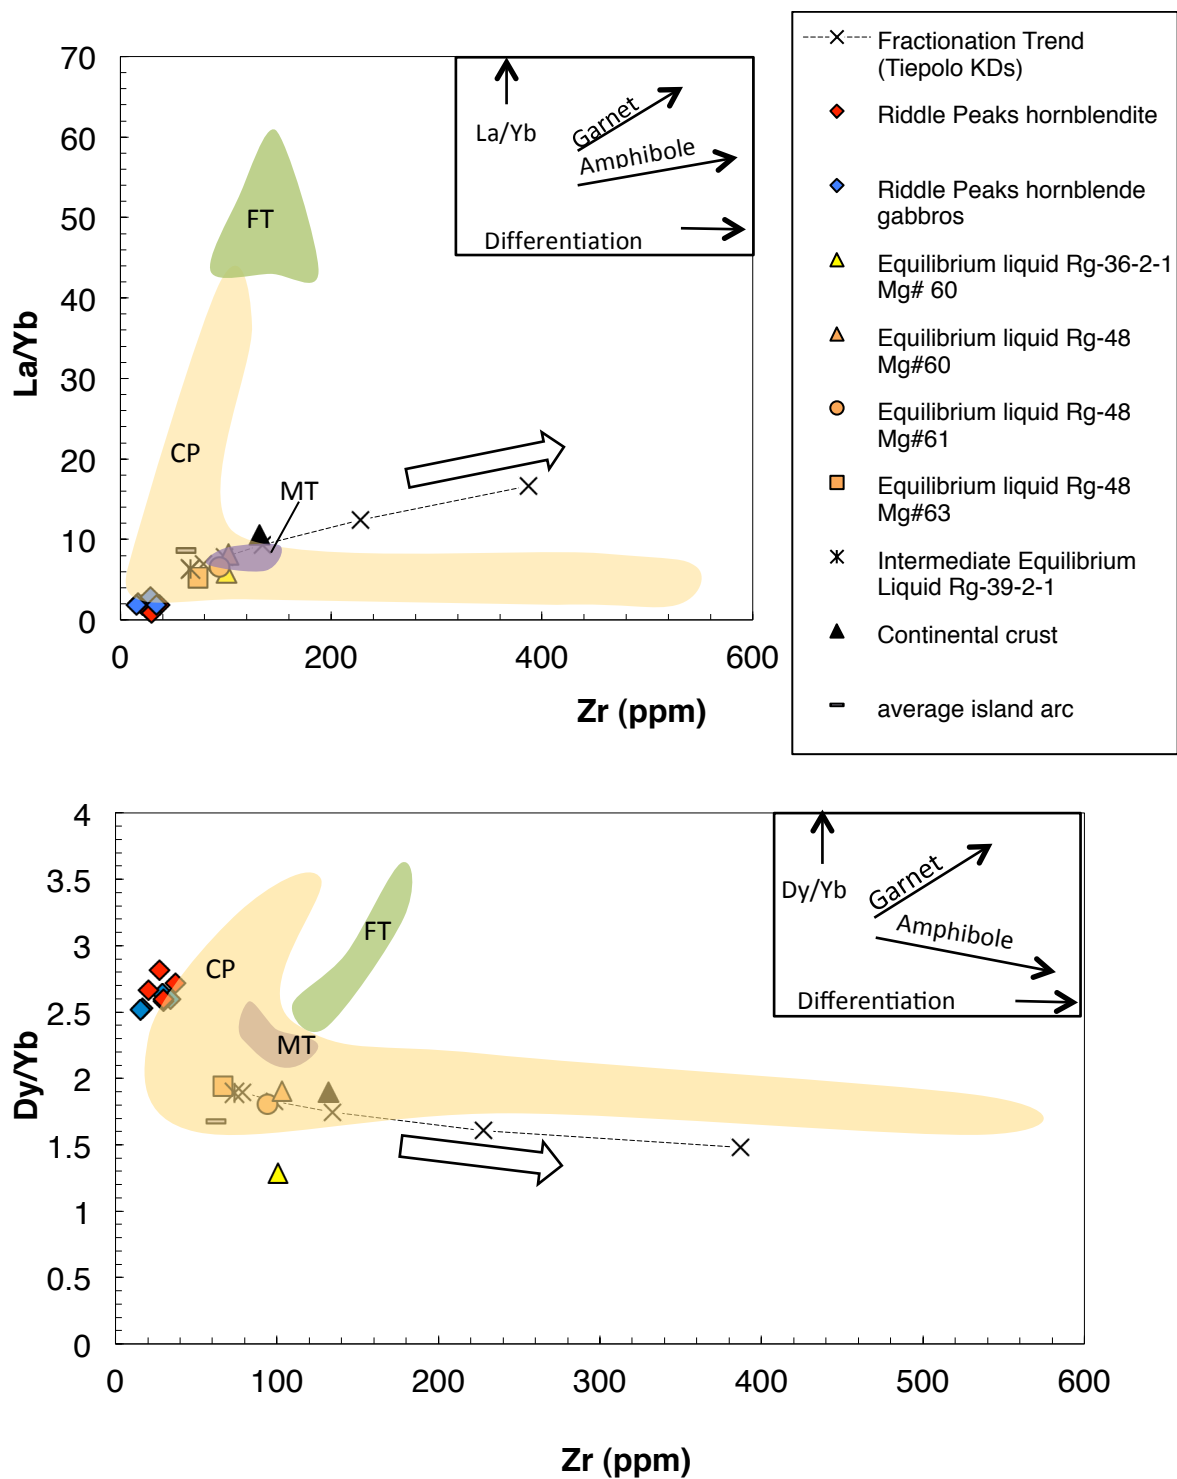 70
60
50
40
30
20
10
0
La/Yb
0
200
400
600
Zr (ppm)
La/Yb
Garnet
Amphibole
Differentiation
FT
CP
MT
Fractionation Trend
(Tiepolo KDs)
Riddle Peaks hornblendite
Riddle Peaks hornblende
gabbros
Equilibrium liquid Rg-36-2-1
Mg# 60
Equilibrium liquid Rg-48
Mg#60
Equilibrium liquid Rg-48
Mg#61
Equilibrium liquid Rg-48
Mg#63
Intermediate Equilibrium
Liquid Rg-39-2-1
Continental crust
average island arc
4
3.5
3
2.5
2
1.5
1
0.5
0
Dy/Yb
0
100
200
300
400
500
600
Zr (ppm)
Dy/Yb
Garnet
Amphibole
Differentiation
FT
CP
MT